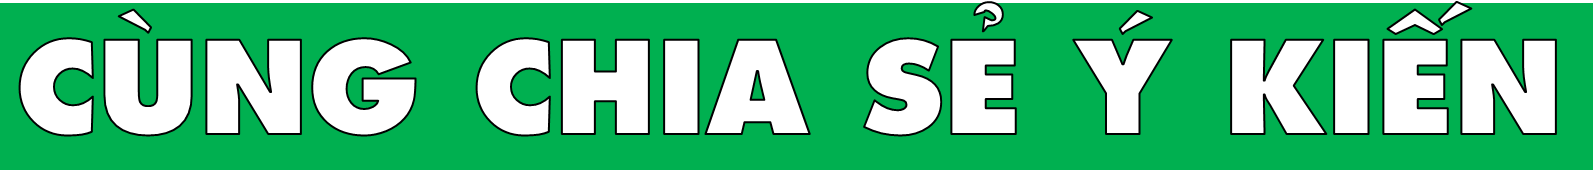 CÙNG CHIA SẺ Ý KIẾN